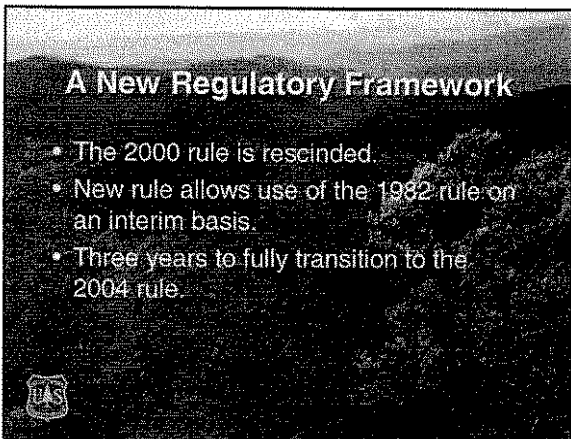 A New Regulatory Framework
• The 2000 rule is rescinded.
• New rule allows use of the 1982 rule on
an interim basis.
• Three years to fully transition to the
2004 rule.
U S